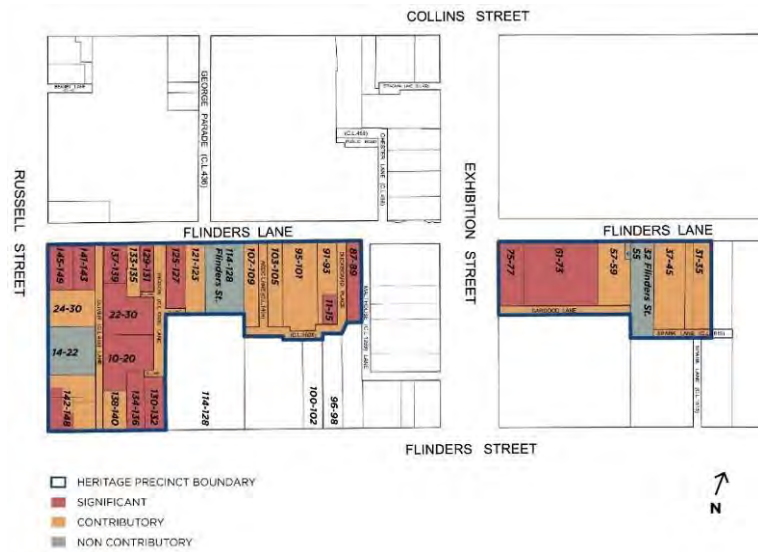 COLLINS STREET
GEORGE PARADE (C.L.436)
CHESTER LANE
RUSSELL STREET
EXHIBITION STREET
FLINDERS LANE
FLINDERS LANE
145-149
141-143
137-139
133-135
129-131
125-127
121-123
114-128
Flinders St.
107-109
103-105
95-101
91-93
87-89
11-15
24-30
22-30
14-22
10-20
142-148
138-140
134-136
130-132
114-128
100-102
96-98
75-77
61-73
57-59
55
32 Flinders St.
37-45
31-35
FLINDERS STREET
HERITAGE PRECINCT BOUNDARY
SIGNIFICANT
CONTRIBUTORY
NON CONTRIBUTORY
N